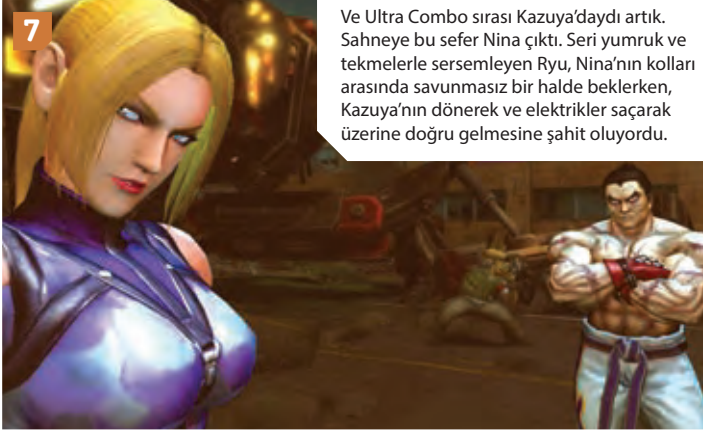 7
Ve Ultra Combo sırası Kazuya’daydı artık.
Sahneye bu sefer Nina çıktı. Seri yumruk ve
tekmelerle sersemleyen Ryu, Nina’nın kolları
arasında savunmasız bir halde beklerken,
Kazuya’nın dönerek ve elektrikler saçarak
üzerine doğru gelmesine şahit oluyordu.